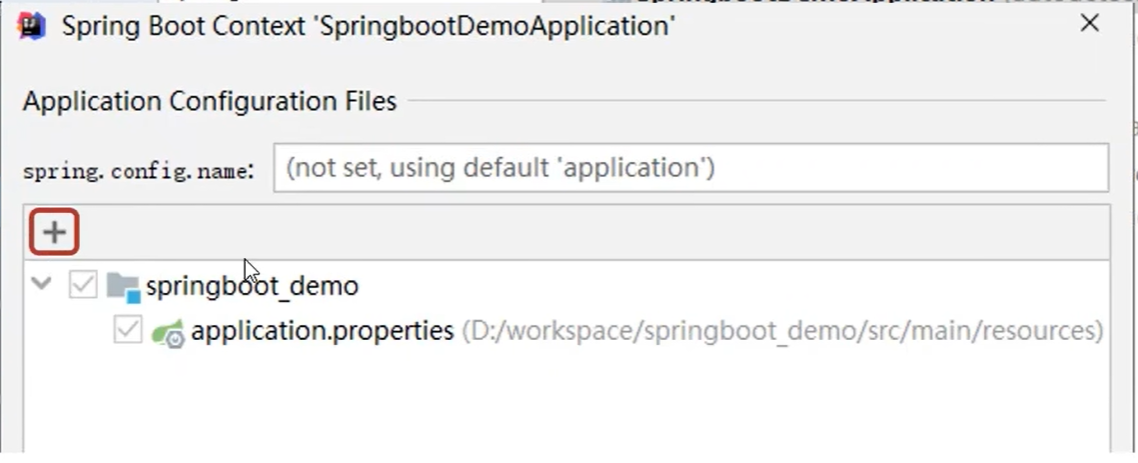 Spring Boot Context 'SpringbootDemoApplication'
Application Configuration Files
spring.config.name: (not set, using default 'application')
springboot_demo
application.properties (D:/workspace/springboot_demo/src/main/resources)